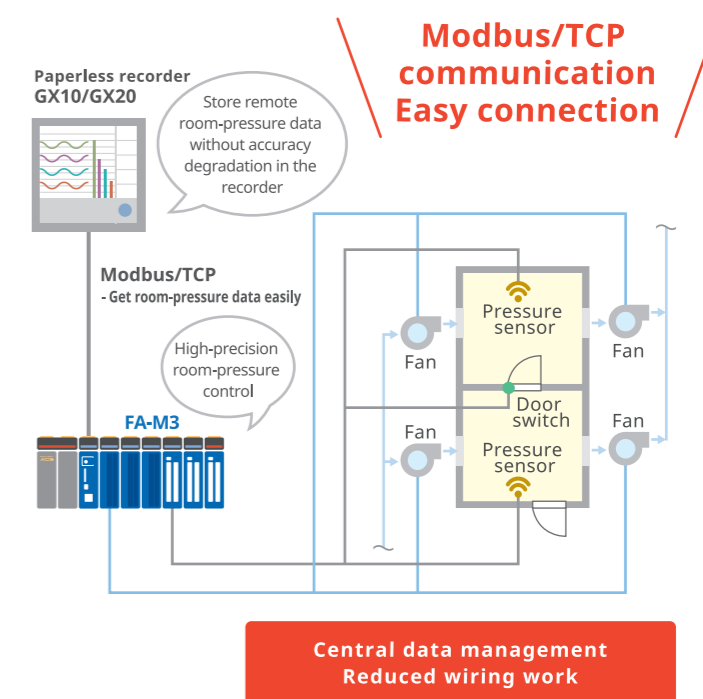 Modbus/TCP
communication
Easy connection
Paperless recorder
GX10/GX20
Store remote
room-pressure data
without accuracy
degradation in the
recorder
Modbus/TCP
- Get room-pressure data easily
High-precision
room-pressure
control
FA-M3
Pressure
sensor
Fan
Fan
Door
switch
Fan
Fan
Pressure
sensor
Central data management
Reduced wiring work